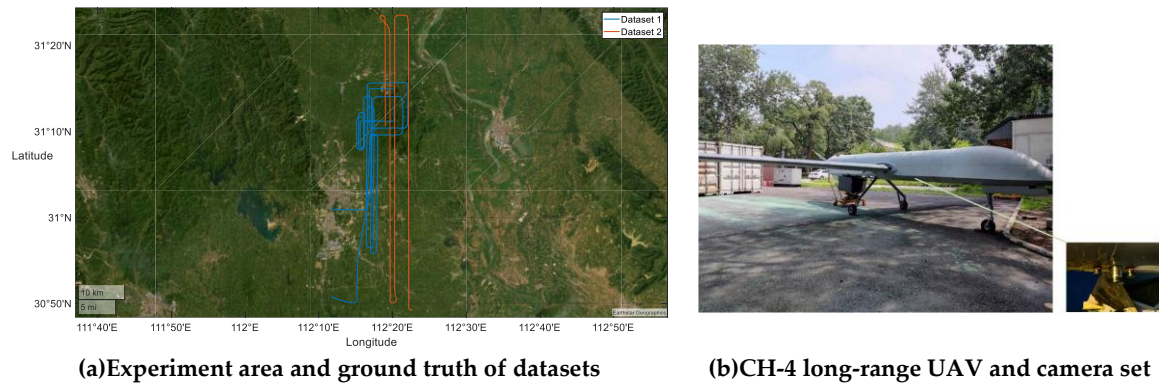 Dataset 1
Dataset 2
31°20'N
31°10'N
Latitude
31°N
30°50'N
10 km
5 mi
Earthstar Geographics
111°40'E 111°50'E 112°E 112°10'E 112°20'E 112°30'E 112°40'E 112°50'E
Longitude
(a)Experiment area and ground truth of datasets
(b)CH-4 long-range UAV and camera set